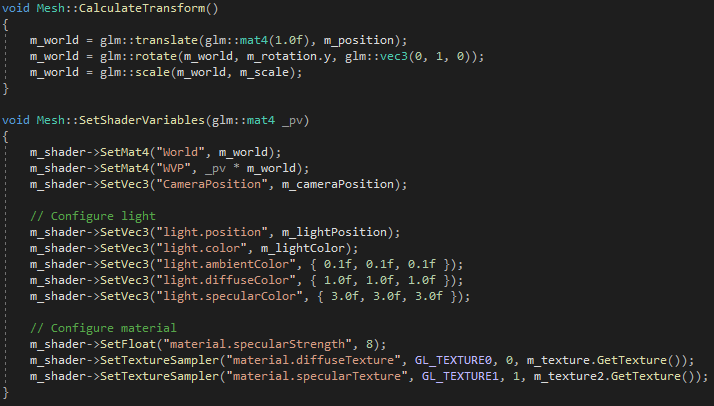 void Mesh::CalculateTransform()
{
    m_world = glm::translate(glm::mat4(1.0f), m_position);
    m_world = glm::rotate(m_world, m_rotation.y, glm::vec3(0, 1, 0));
    m_world = glm::scale(m_world, m_scale);
}

void Mesh::SetShaderVariables(glm::mat4 _pv)
{
    m_shader->SetMat4("World", m_world);
    m_shader->SetMat4("WVP", _pv * m_world);
    m_shader->SetVec3("CameraPosition", m_cameraPosition);

    // Configure light
    m_shader->SetVec3("light.position", m_lightPosition);
    m_shader->SetVec3("light.color", m_lightColor);
    m_shader->SetVec3("light.ambientColor", { 0.1f, 0.1f, 0.1f });
    m_shader->SetVec3("light.diffuseColor", { 1.0f, 1.0f, 1.0f });
    m_shader->SetVec3("light.specularColor", { 3.0f, 3.0f, 3.0f });

    // Configure material
    m_shader->SetFloat("material.specularStrength", 8);
    m_shader->SetTextureSampler("material.diffuseTexture", GL_TEXTURE0, 0, m_texture.GetTexture());
    m_shader->SetTextureSampler("material.specularTexture", GL_TEXTURE1, 1, m_texture2.GetTexture());
}